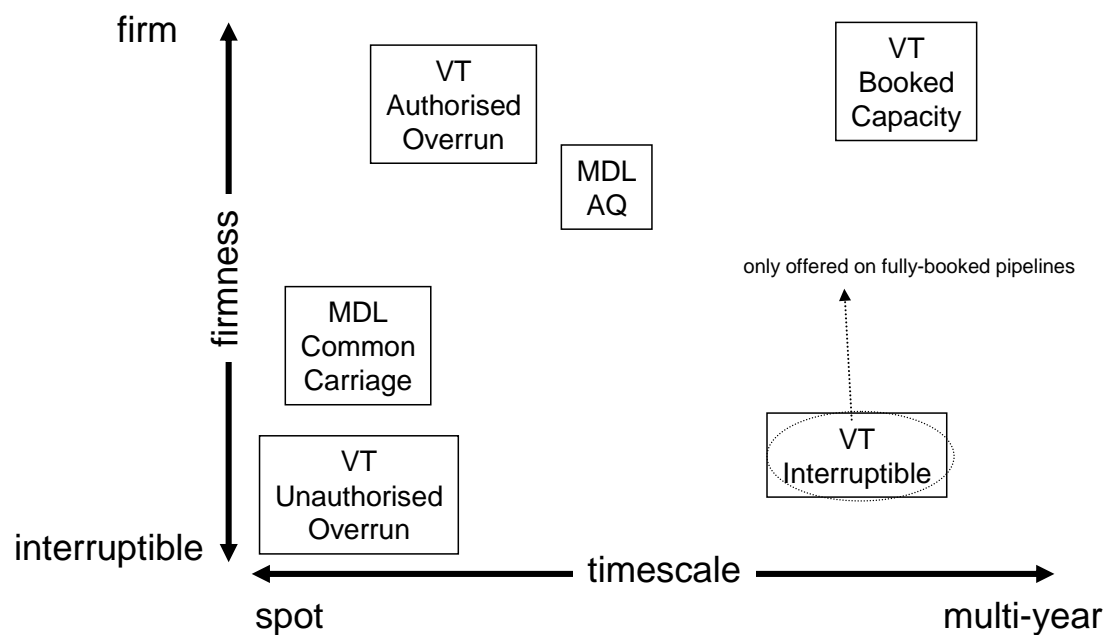 firm
VT
Authorised
Overrun
VT
Booked
Capacity
MDL
AQ
firmness
only offered on fully-booked pipelines
MDL
Common
Carriage
VT
Interruptible
VT
Unauthorised
Overrun
interruptible
timescale
spot
multi-year